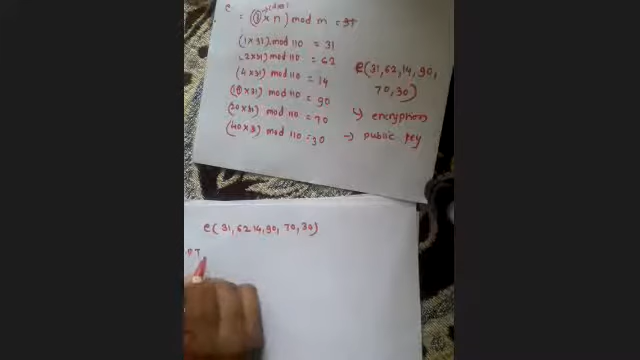 e
= (d × n) mod m = 31
(1×31) mod 110 = 31
(2×31) mod 110 = 62
(4×31) mod 110 = 14
(10×31) mod 110 = 90
(20×31) mod 110 = 70
(40×31) mod 110 = 30
e(31, 62, 14, 90,
70, 30)
↳ encryption
→ public key
e( 31, 62 14, 90, 70, 30)
PT